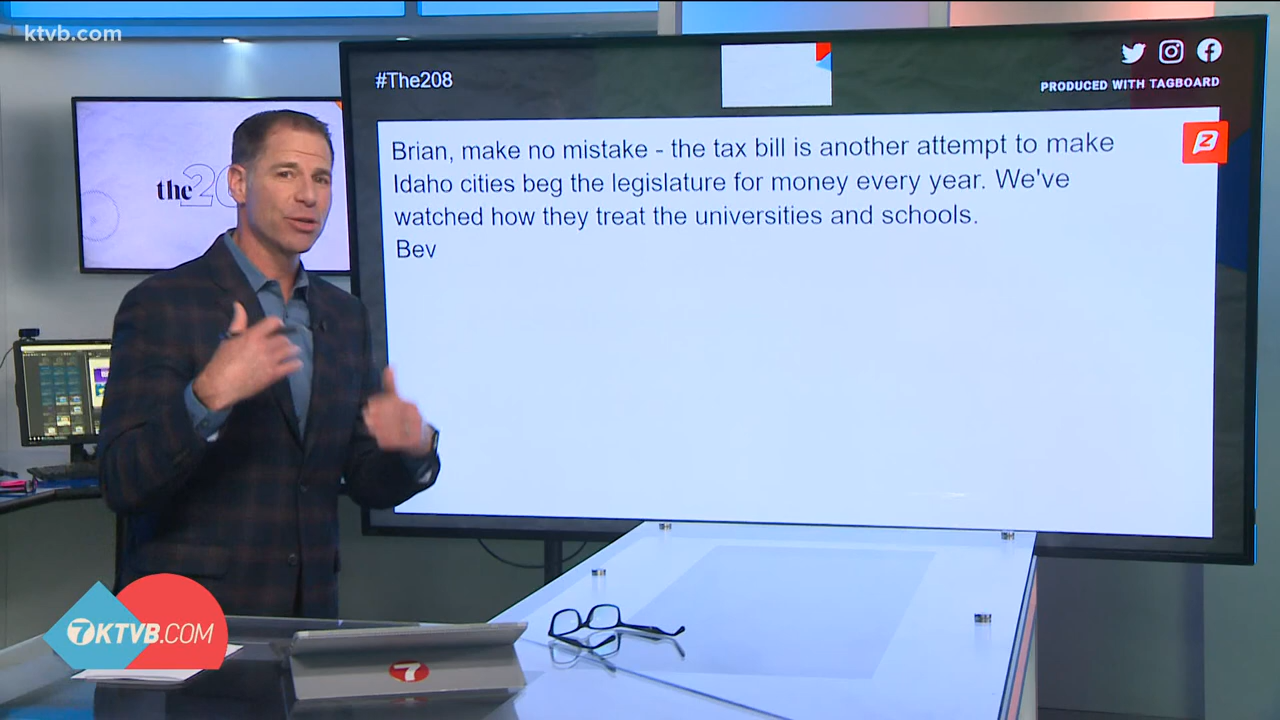 ktvb.com
#The208
PRODUCED WITH TAGBOARD
Brian, make no mistake - the tax bill is another attempt to make
Idaho cities beg the legislature for money every year. We've
watched how they treat the universities and schools.
Bev
the 20
7KTVB.COM
7